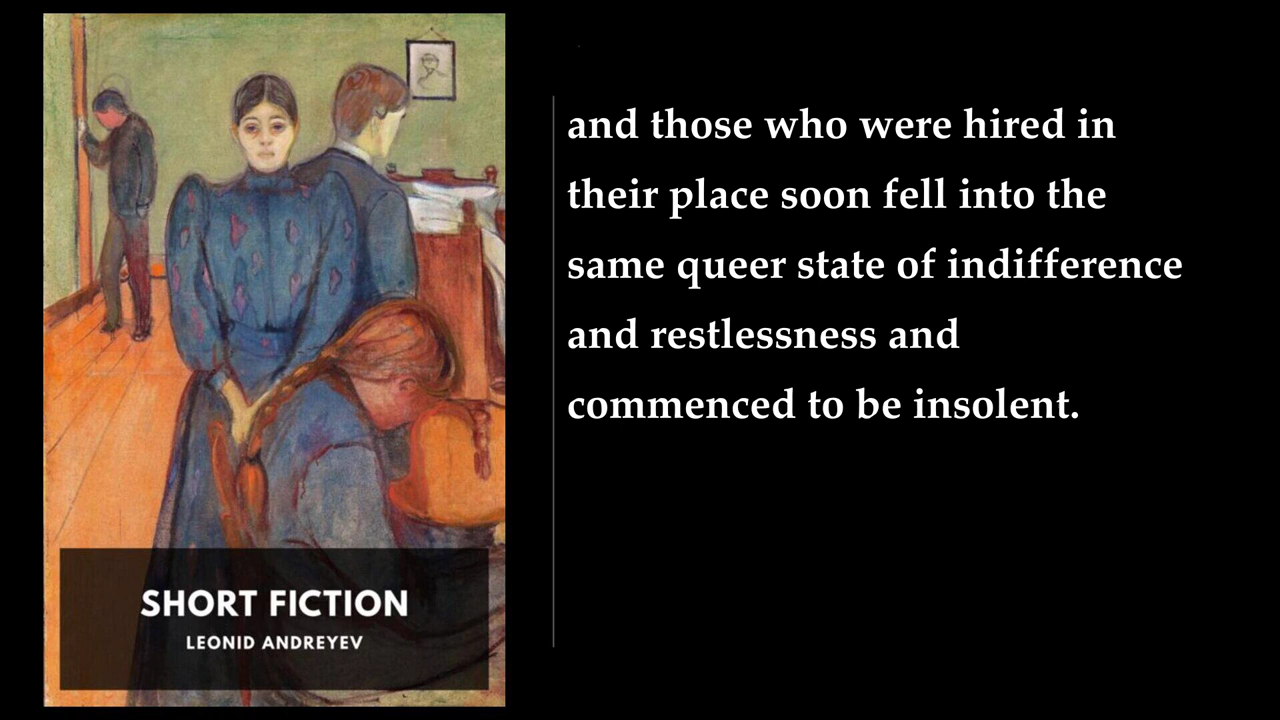 SHORT FICTION
LEONID ANDREYEV
and those who were hired in
their place soon fell into the
same queer state of indifference
and restlessness and
commenced to be insolent.